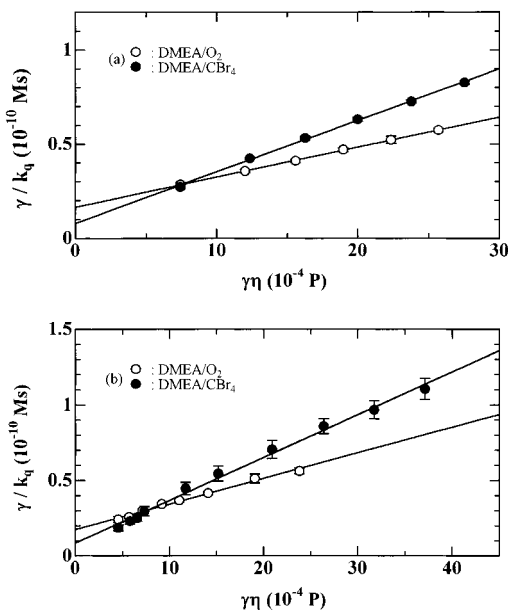 1
(a)
○ : DMEA/O₂
● : DMEA/CBr₄
γ / k_q (10⁻¹⁰ Ms)
0.5
0
0 10 20 30
γη (10⁻⁴ P)
1.5
(b)
○ : DMEA/O₂
● : DMEA/CBr₄
1
γ / k_q (10⁻¹⁰ Ms)
0.5
0
0 10 20 30 40
γη (10⁻⁴ P)